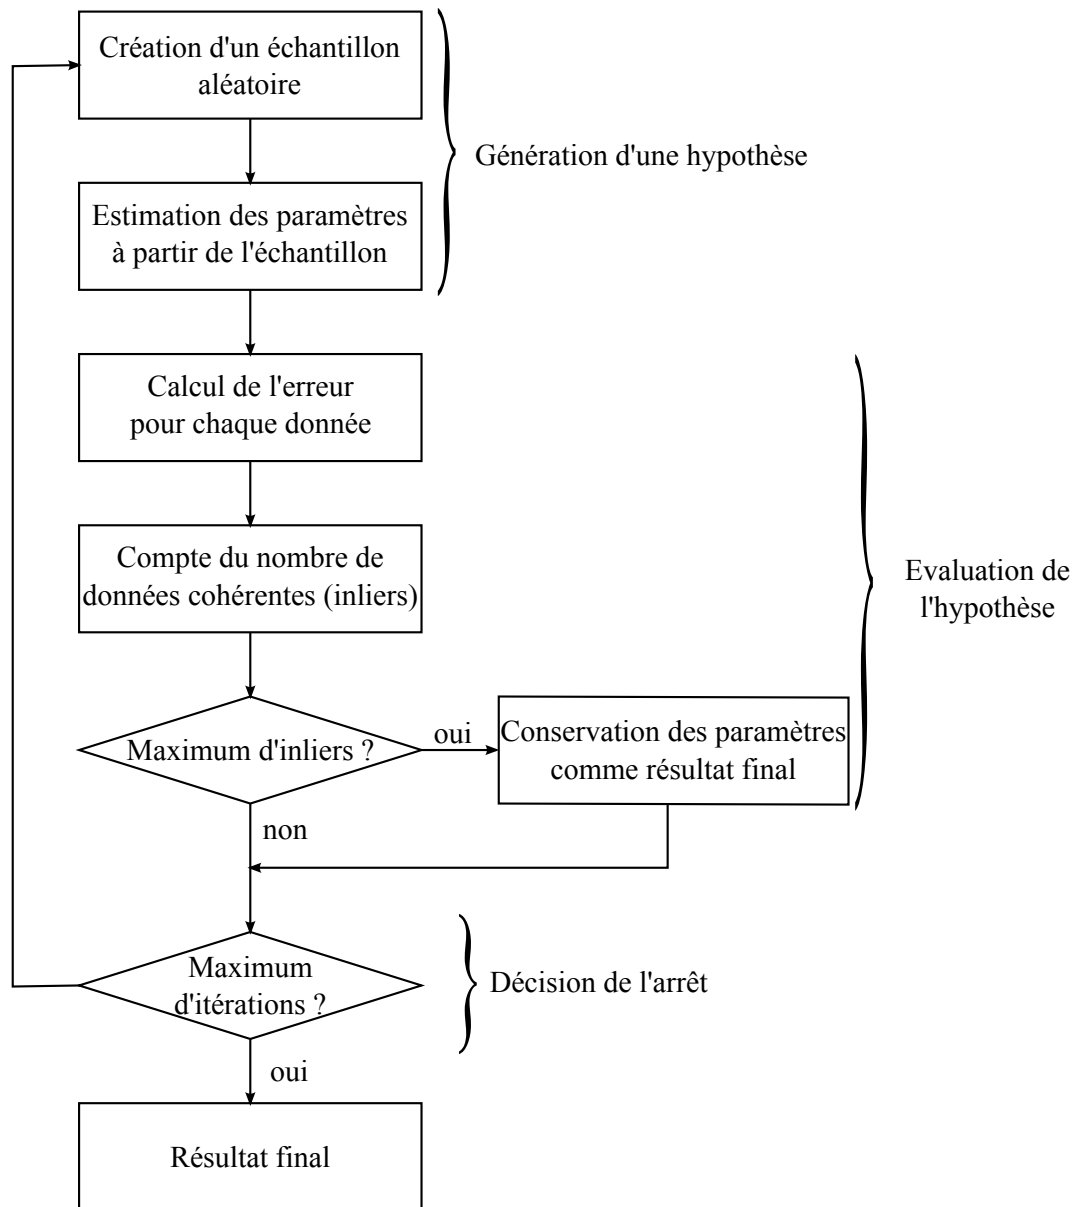 Création d'un échantillon
aléatoire
Génération d'une hypothèse
Estimation des paramètres
à partir de l'échantillon
Calcul de l'erreur
pour chaque donnée
Compte du nombre de
données cohérentes (inliers)
Evaluation de
l'hypothèse
Maximum d'inliers ?
oui
Conservation des paramètres
comme résultat final
non
Maximum
d'itérations ?
Décision de l'arrêt
oui
Résultat final